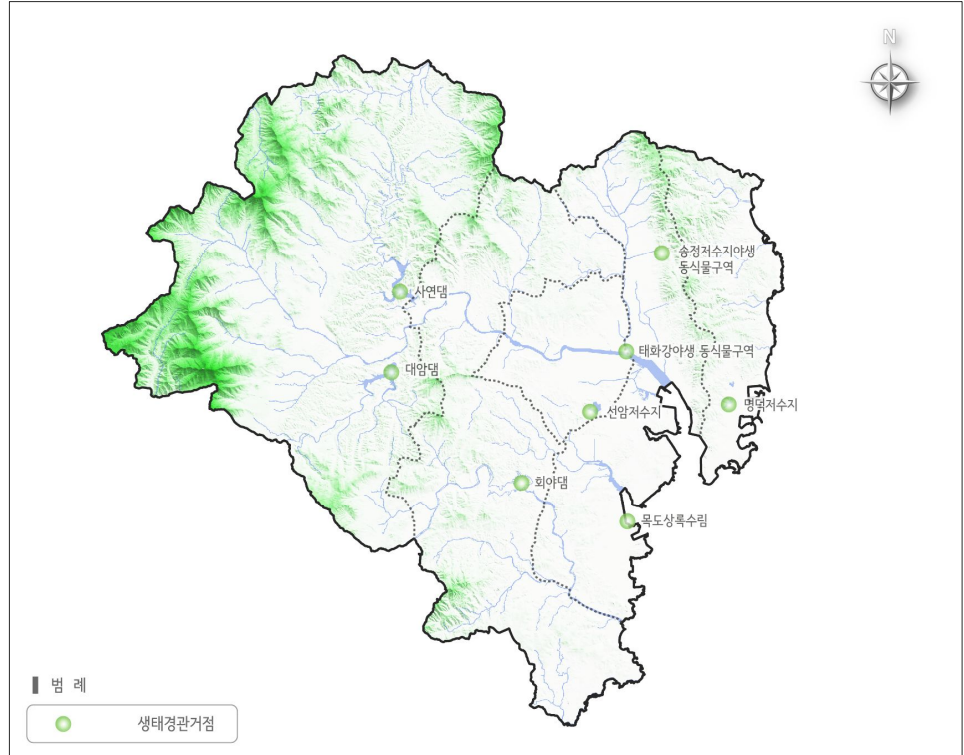 N
송정저수지야생
동식물구역
사연댐
태화강야생 동식물구역
대암댐
명덕저수지
선암저수지
회야댐
목도상록수림
범 례
생태경관거점